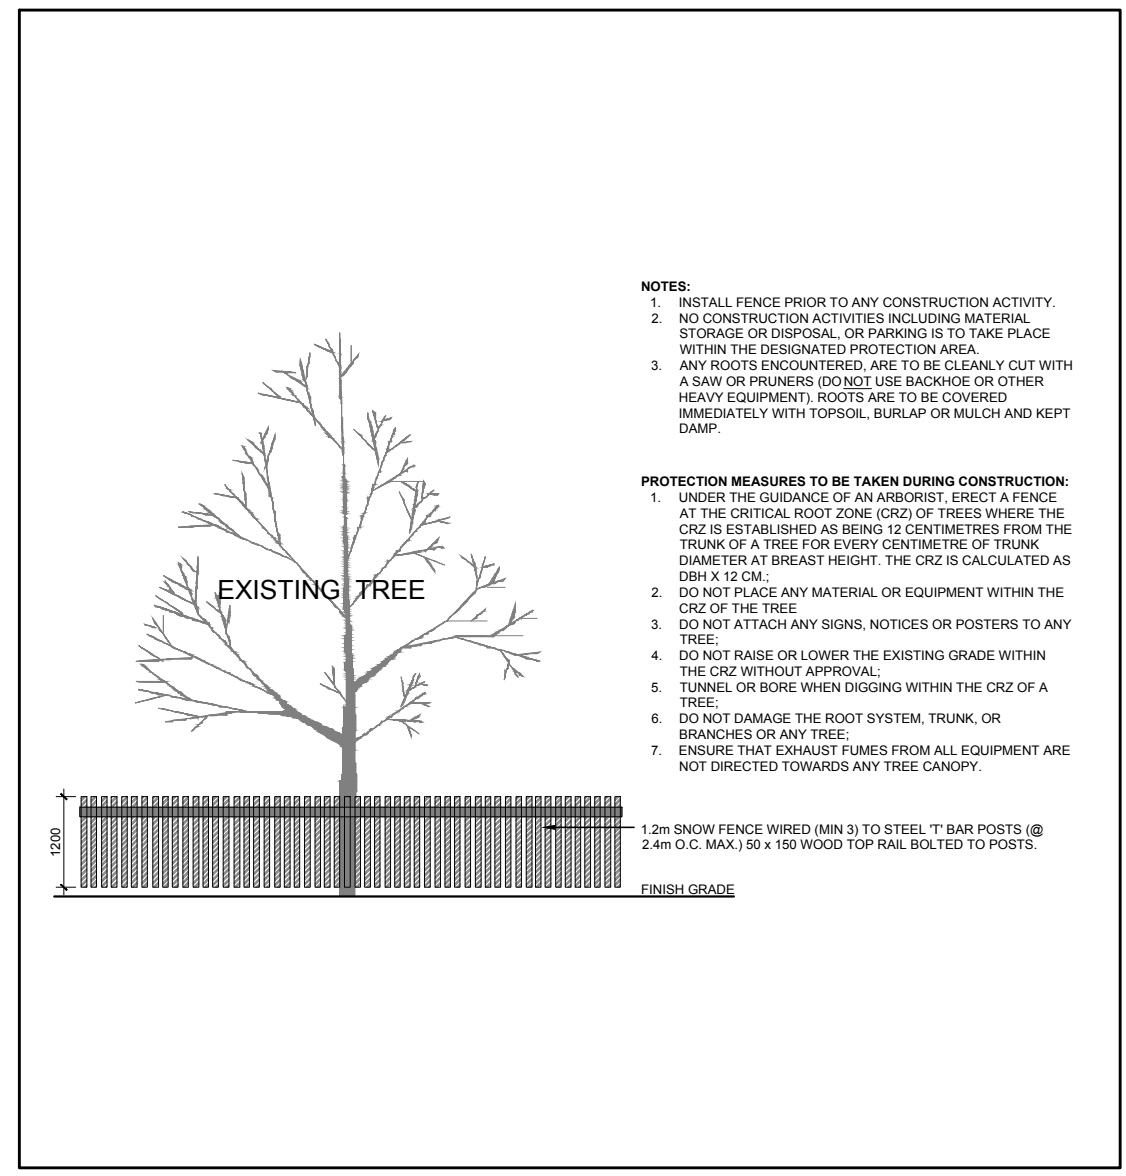 NOTES:
1. INSTALL FENCE PRIOR TO ANY CONSTRUCTION ACTIVITY.
2. NO CONSTRUCTION ACTIVITIES INCLUDING MATERIAL
STORAGE OR DISPOSAL, OR PARKING IS TO TAKE PLACE
WITHIN THE DESIGNATED PROTECTION AREA.
3. ANY ROOTS ENCOUNTERED, ARE TO BE CLEANLY CUT WITH
A SAW OR PRUNERS (DO NOT USE BACKHOE OR OTHER
HEAVY EQUIPMENT). ROOTS ARE TO BE COVERED
IMMEDIATELY WITH TOPSOIL, BURLAP OR MULCH AND KEPT
DAMP.
PROTECTION MEASURES TO BE TAKEN DURING CONSTRUCTION:
1. UNDER THE GUIDANCE OF AN ARBORIST, ERECT A FENCE
AT THE CRITICAL ROOT ZONE (CRZ) OF TREES WHERE THE
CRZ IS ESTABLISHED AS BEING 12 CENTIMETRES FROM THE
TRUNK OF A TREE FOR EVERY CENTIMETRE OF TRUNK
DIAMETER AT BREAST HEIGHT. THE CRZ IS CALCULATED AS
DBH X 12 CM.;
2. DO NOT PLACE ANY MATERIAL OR EQUIPMENT WITHIN THE
CRZ OF THE TREE
3. DO NOT ATTACH ANY SIGNS, NOTICES OR POSTERS TO ANY
TREE;
4. DO NOT RAISE OR LOWER THE EXISTING GRADE WITHIN
THE CRZ WITHOUT APPROVAL;
5. TUNNEL OR BORE WHEN DIGGING WITHIN THE CRZ OF A
TREE;
6. DO NOT DAMAGE THE ROOT SYSTEM, TRUNK, OR
BRANCHES OR ANY TREE;
7. ENSURE THAT EXHAUST FUMES FROM ALL EQUIPMENT ARE
NOT DIRECTED TOWARDS ANY TREE CANOPY.
EXISTING TREE
1200
1.2m SNOW FENCE WIRED (MIN 3) TO STEEL 'T' BAR POSTS (@
2.4m O.C. MAX.) 50 x 150 WOOD TOP RAIL BOLTED TO POSTS.
FINISH GRADE